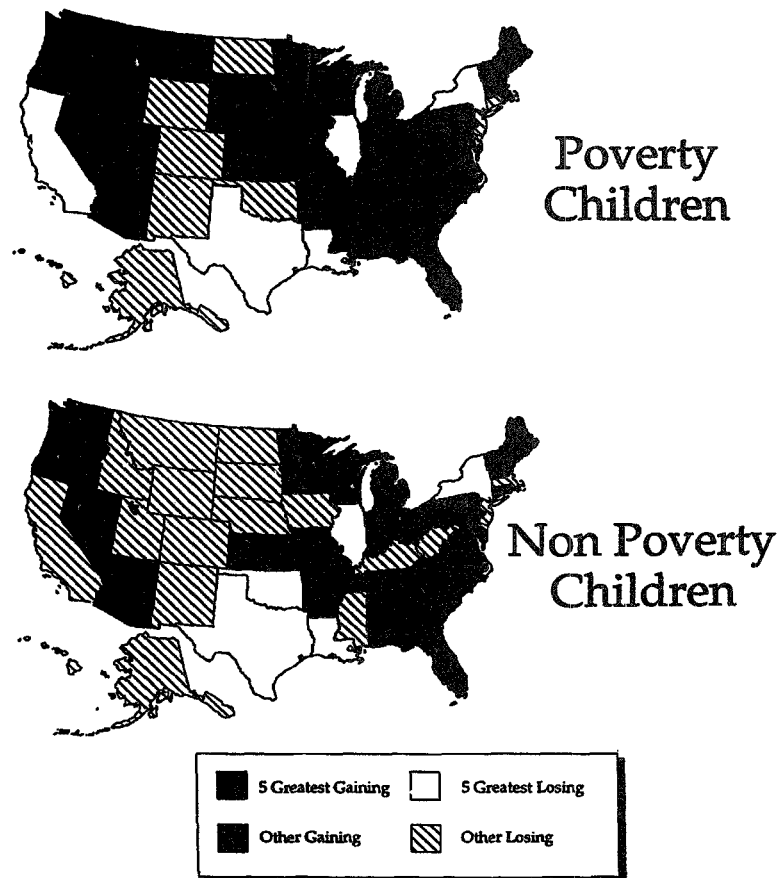 Poverty
Children
Non Poverty
Children
5 Greatest Gaining
5 Greatest Losing
Other Gaining
Other Losing